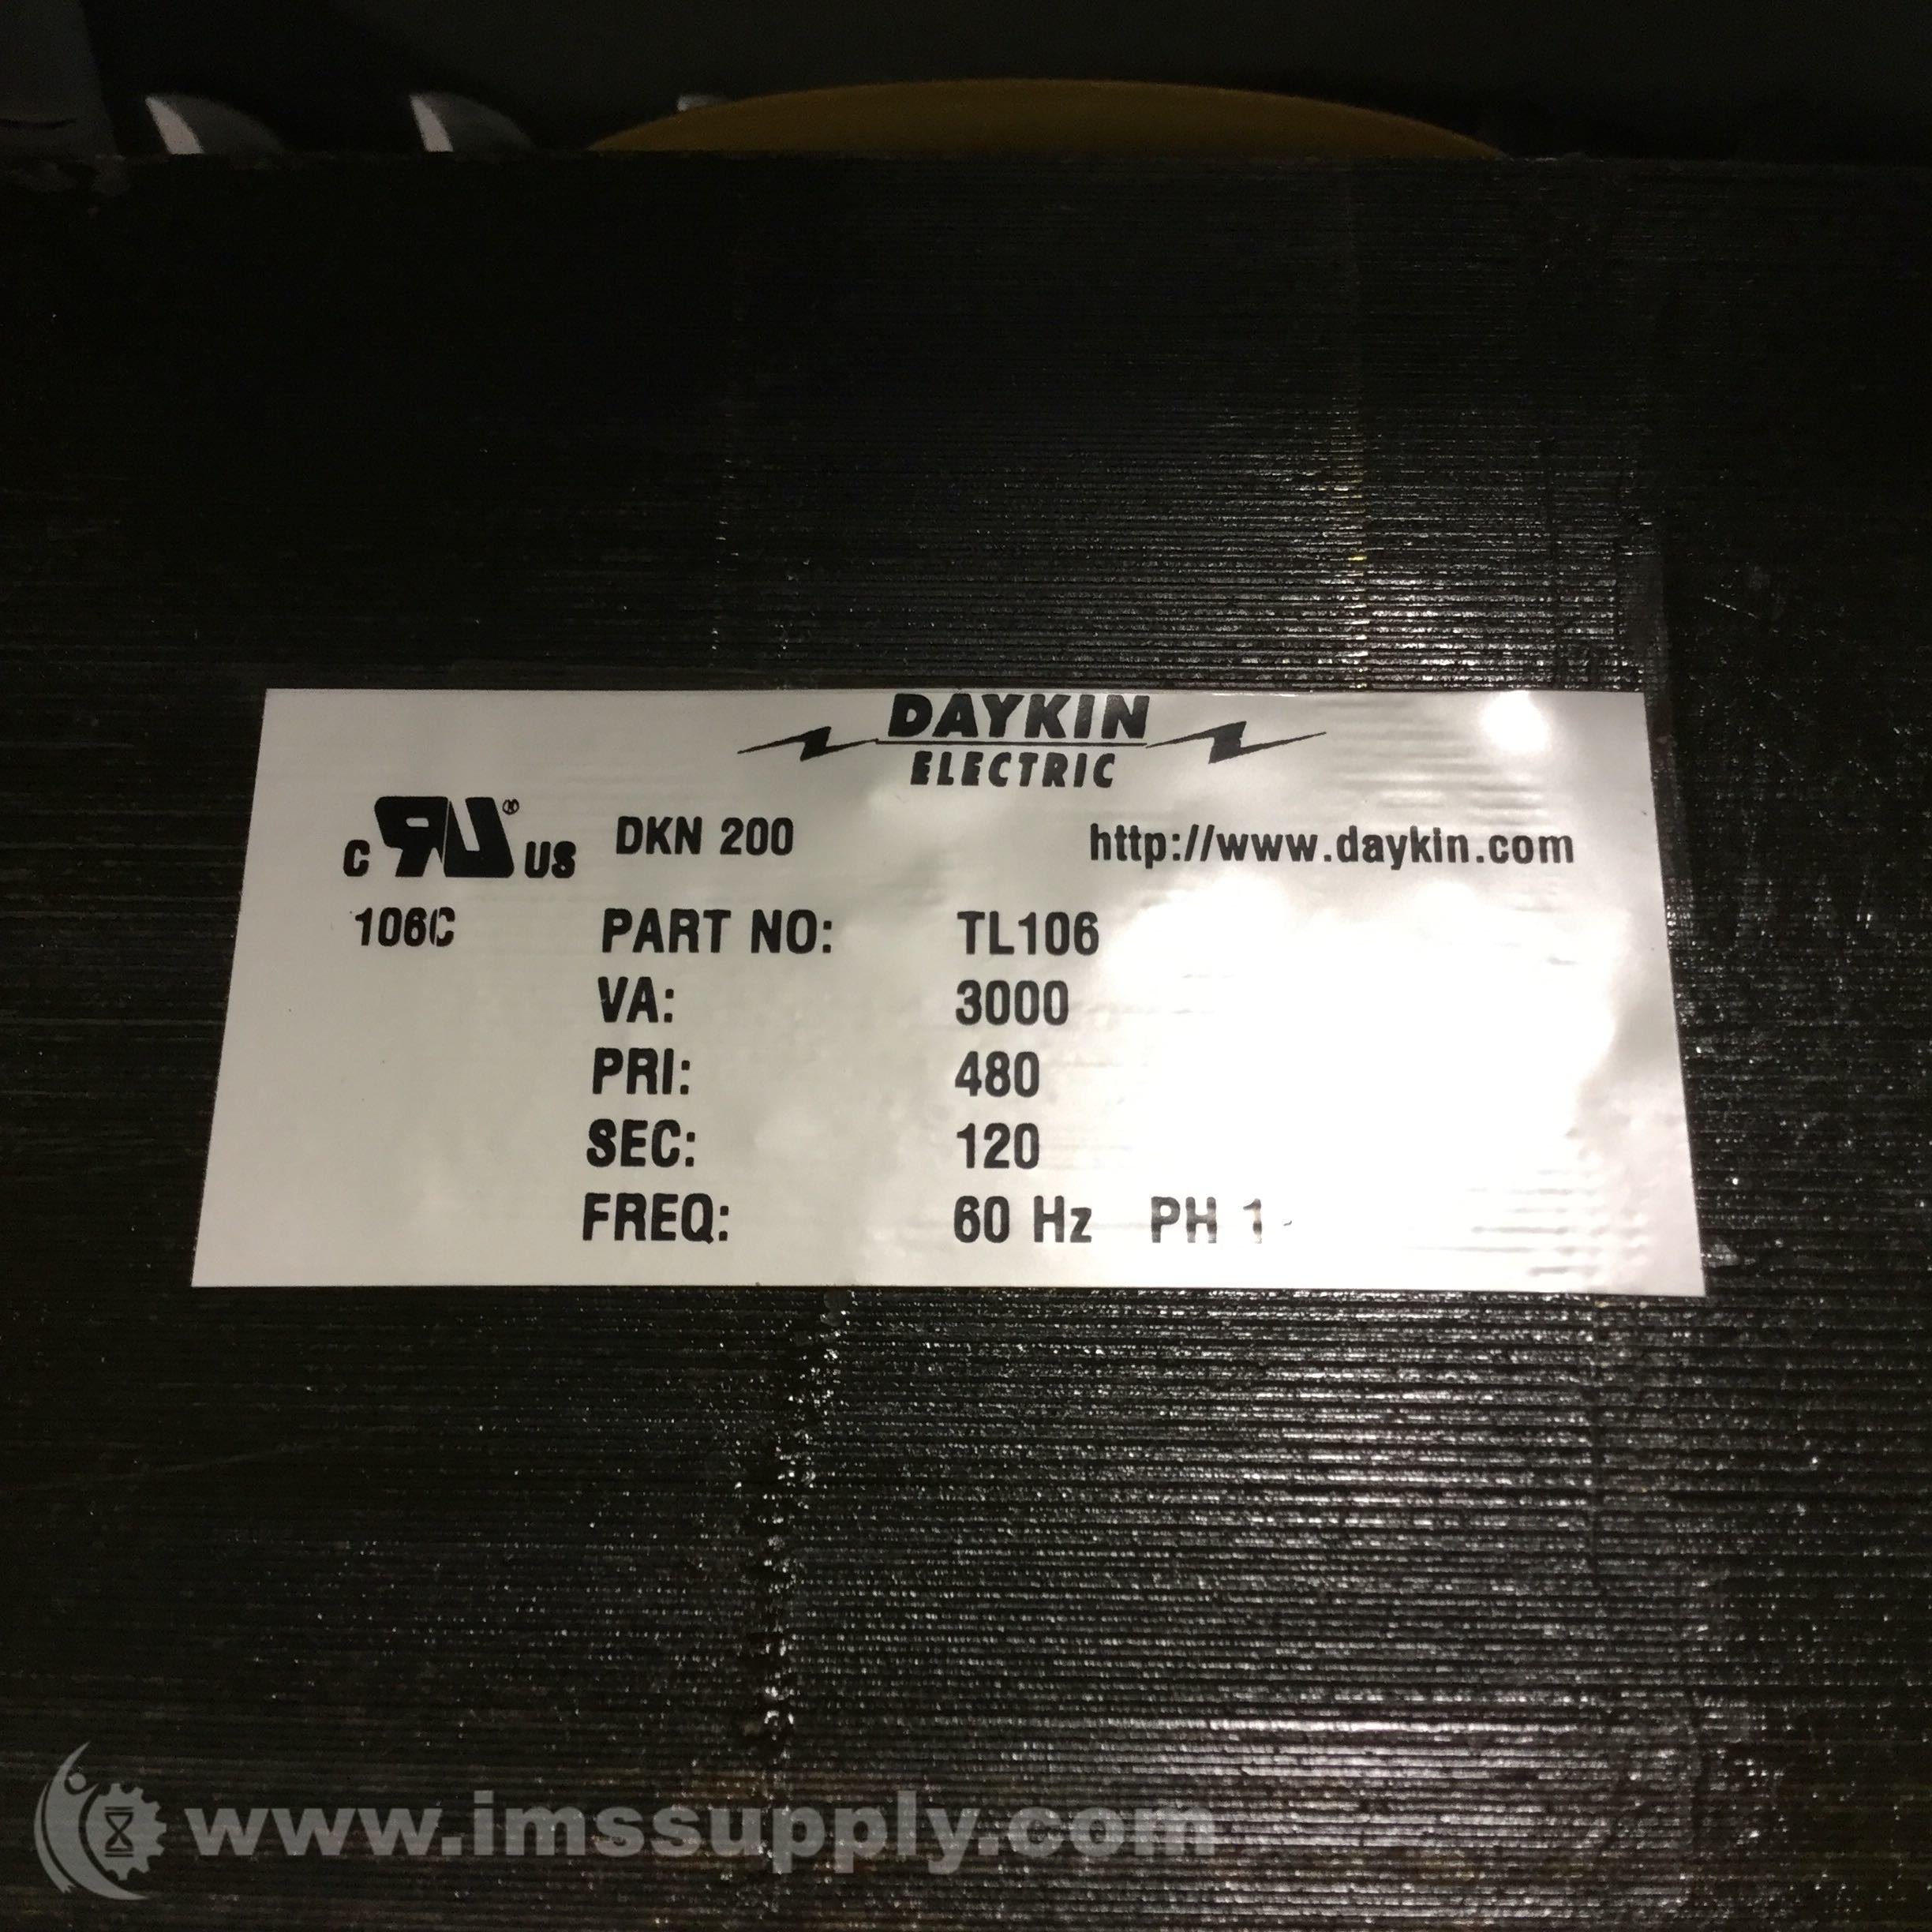 DAYKIN
ELECTRIC
C RU ® US DKN 200 http://www.daykin.com
106C PART NO: TL106
VA: 3000
PRI: 480
SEC: 120
FREQ: 60 Hz PH 1
www.imssupply.com